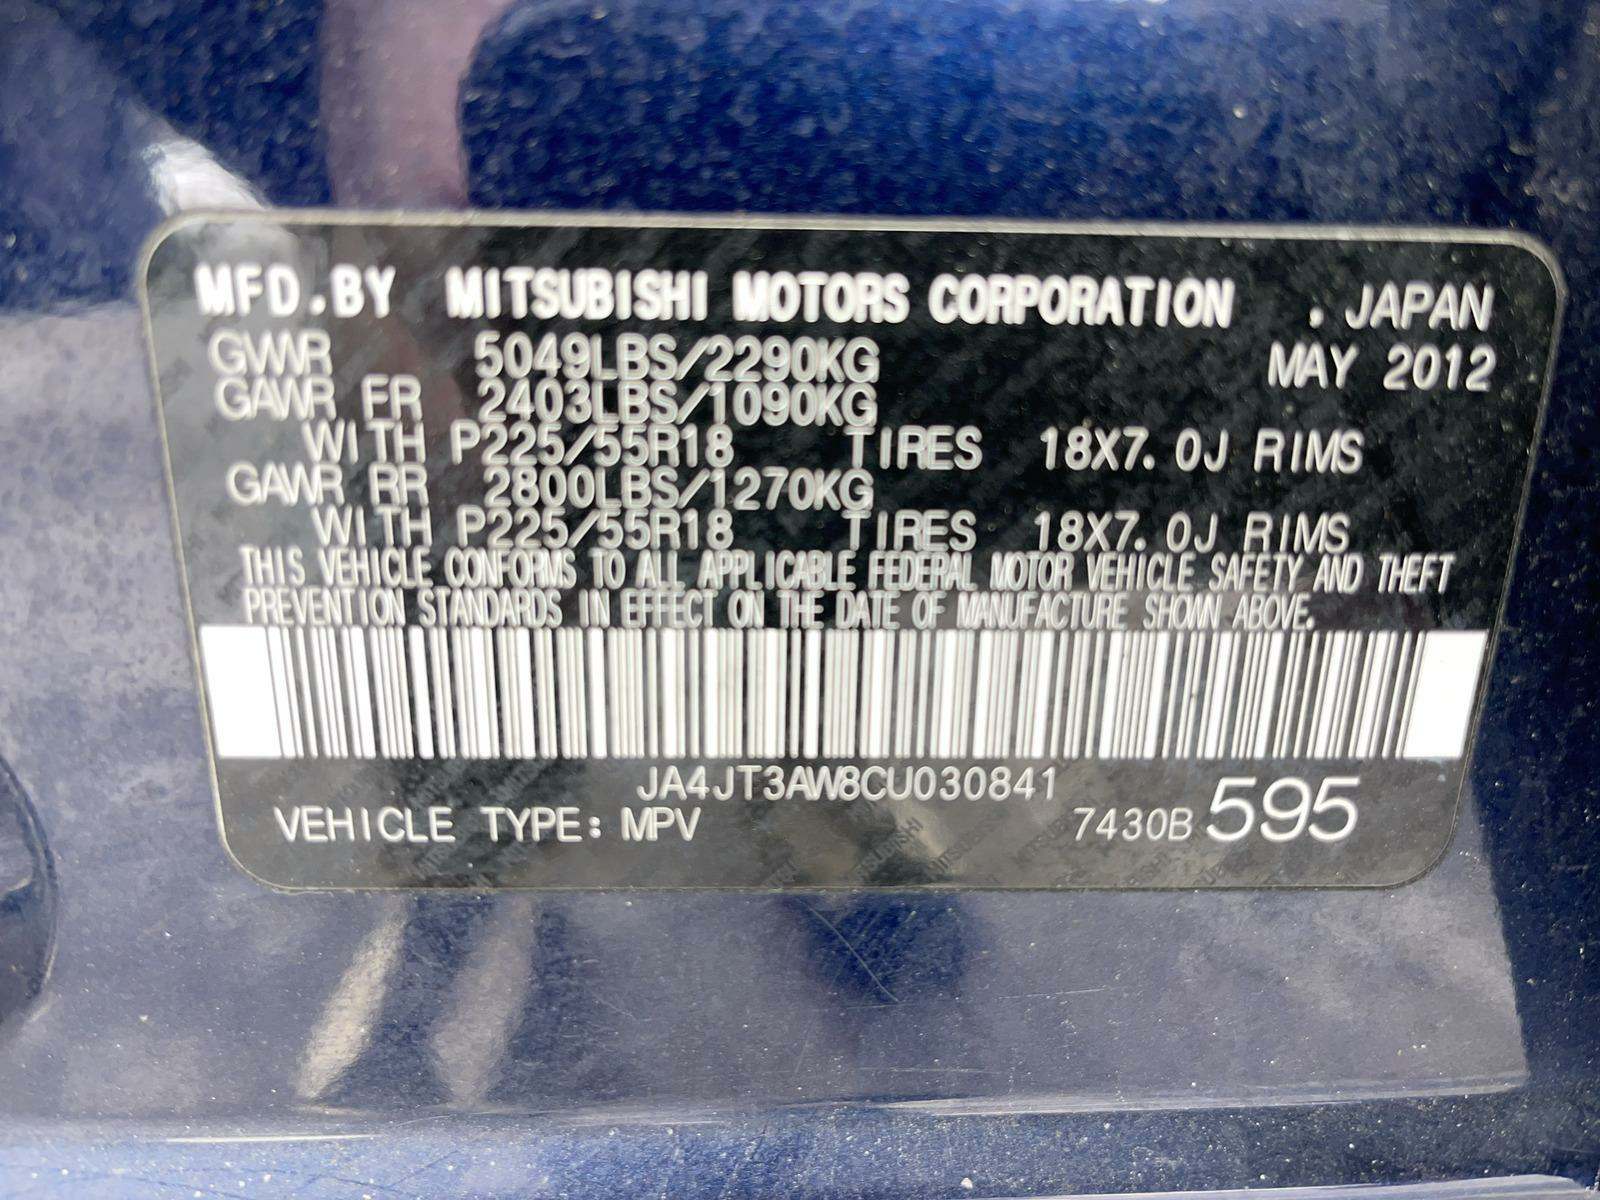 MFD.BY MITSUBISHI MOTORS CORPORATION . JAPAN
GVWR 5049LBS/2290KG MAY 2012
GAWR FR 2403LBS/1090KG
WITH P225/55R18 TIRES 18X7.0J RIMS
GAWR RR 2800LBS/1270KG
WITH P225/55R18 TIRES 18X7.0J RIMS
THIS VEHICLE CONFORMS TO ALL APPLICABLE FEDERAL MOTOR VEHICLE SAFETY AND THEFT
PREVENTION STANDARDS IN EFFECT ON THE DATE OF MANUFACTURE SHOWN ABOVE.
JA4JT3AW8CU030841
VEHICLE TYPE: MPV 7430B 595